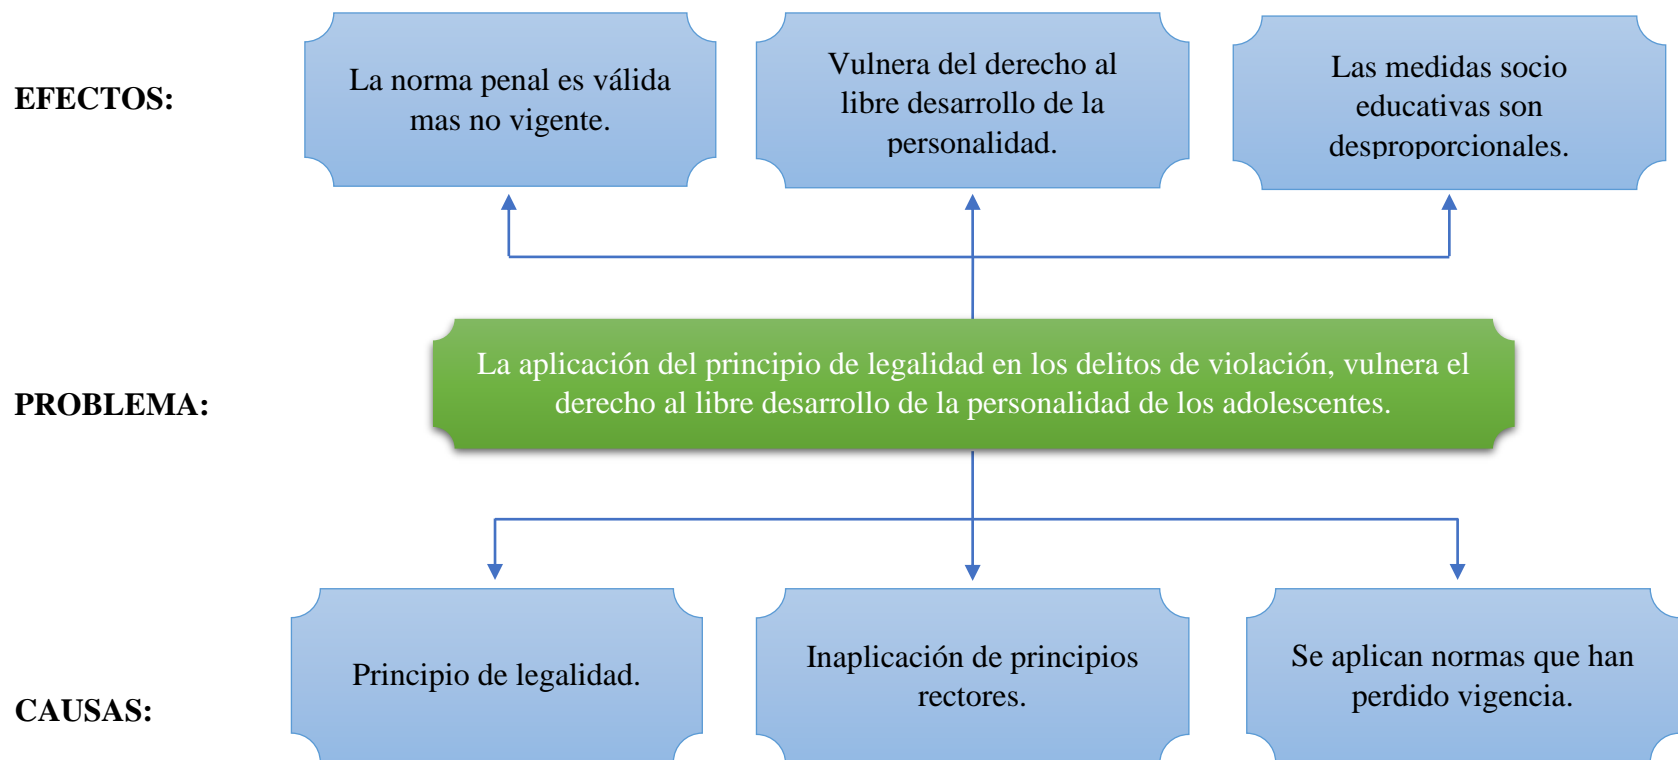 EFECTOS:
La norma penal es válida
mas no vigente.
Vulnera del derecho al
libre desarrollo de la
personalidad.
Las medidas socio
educativas son
desproporcionales.
PROBLEMA:
La aplicación del principio de legalidad en los delitos de violación, vulnera el
derecho al libre desarrollo de la personalidad de los adolescentes.
CAUSAS:
Principio de legalidad.
Inaplicación de principios
rectores.
Se aplican normas que han
perdido vigencia.